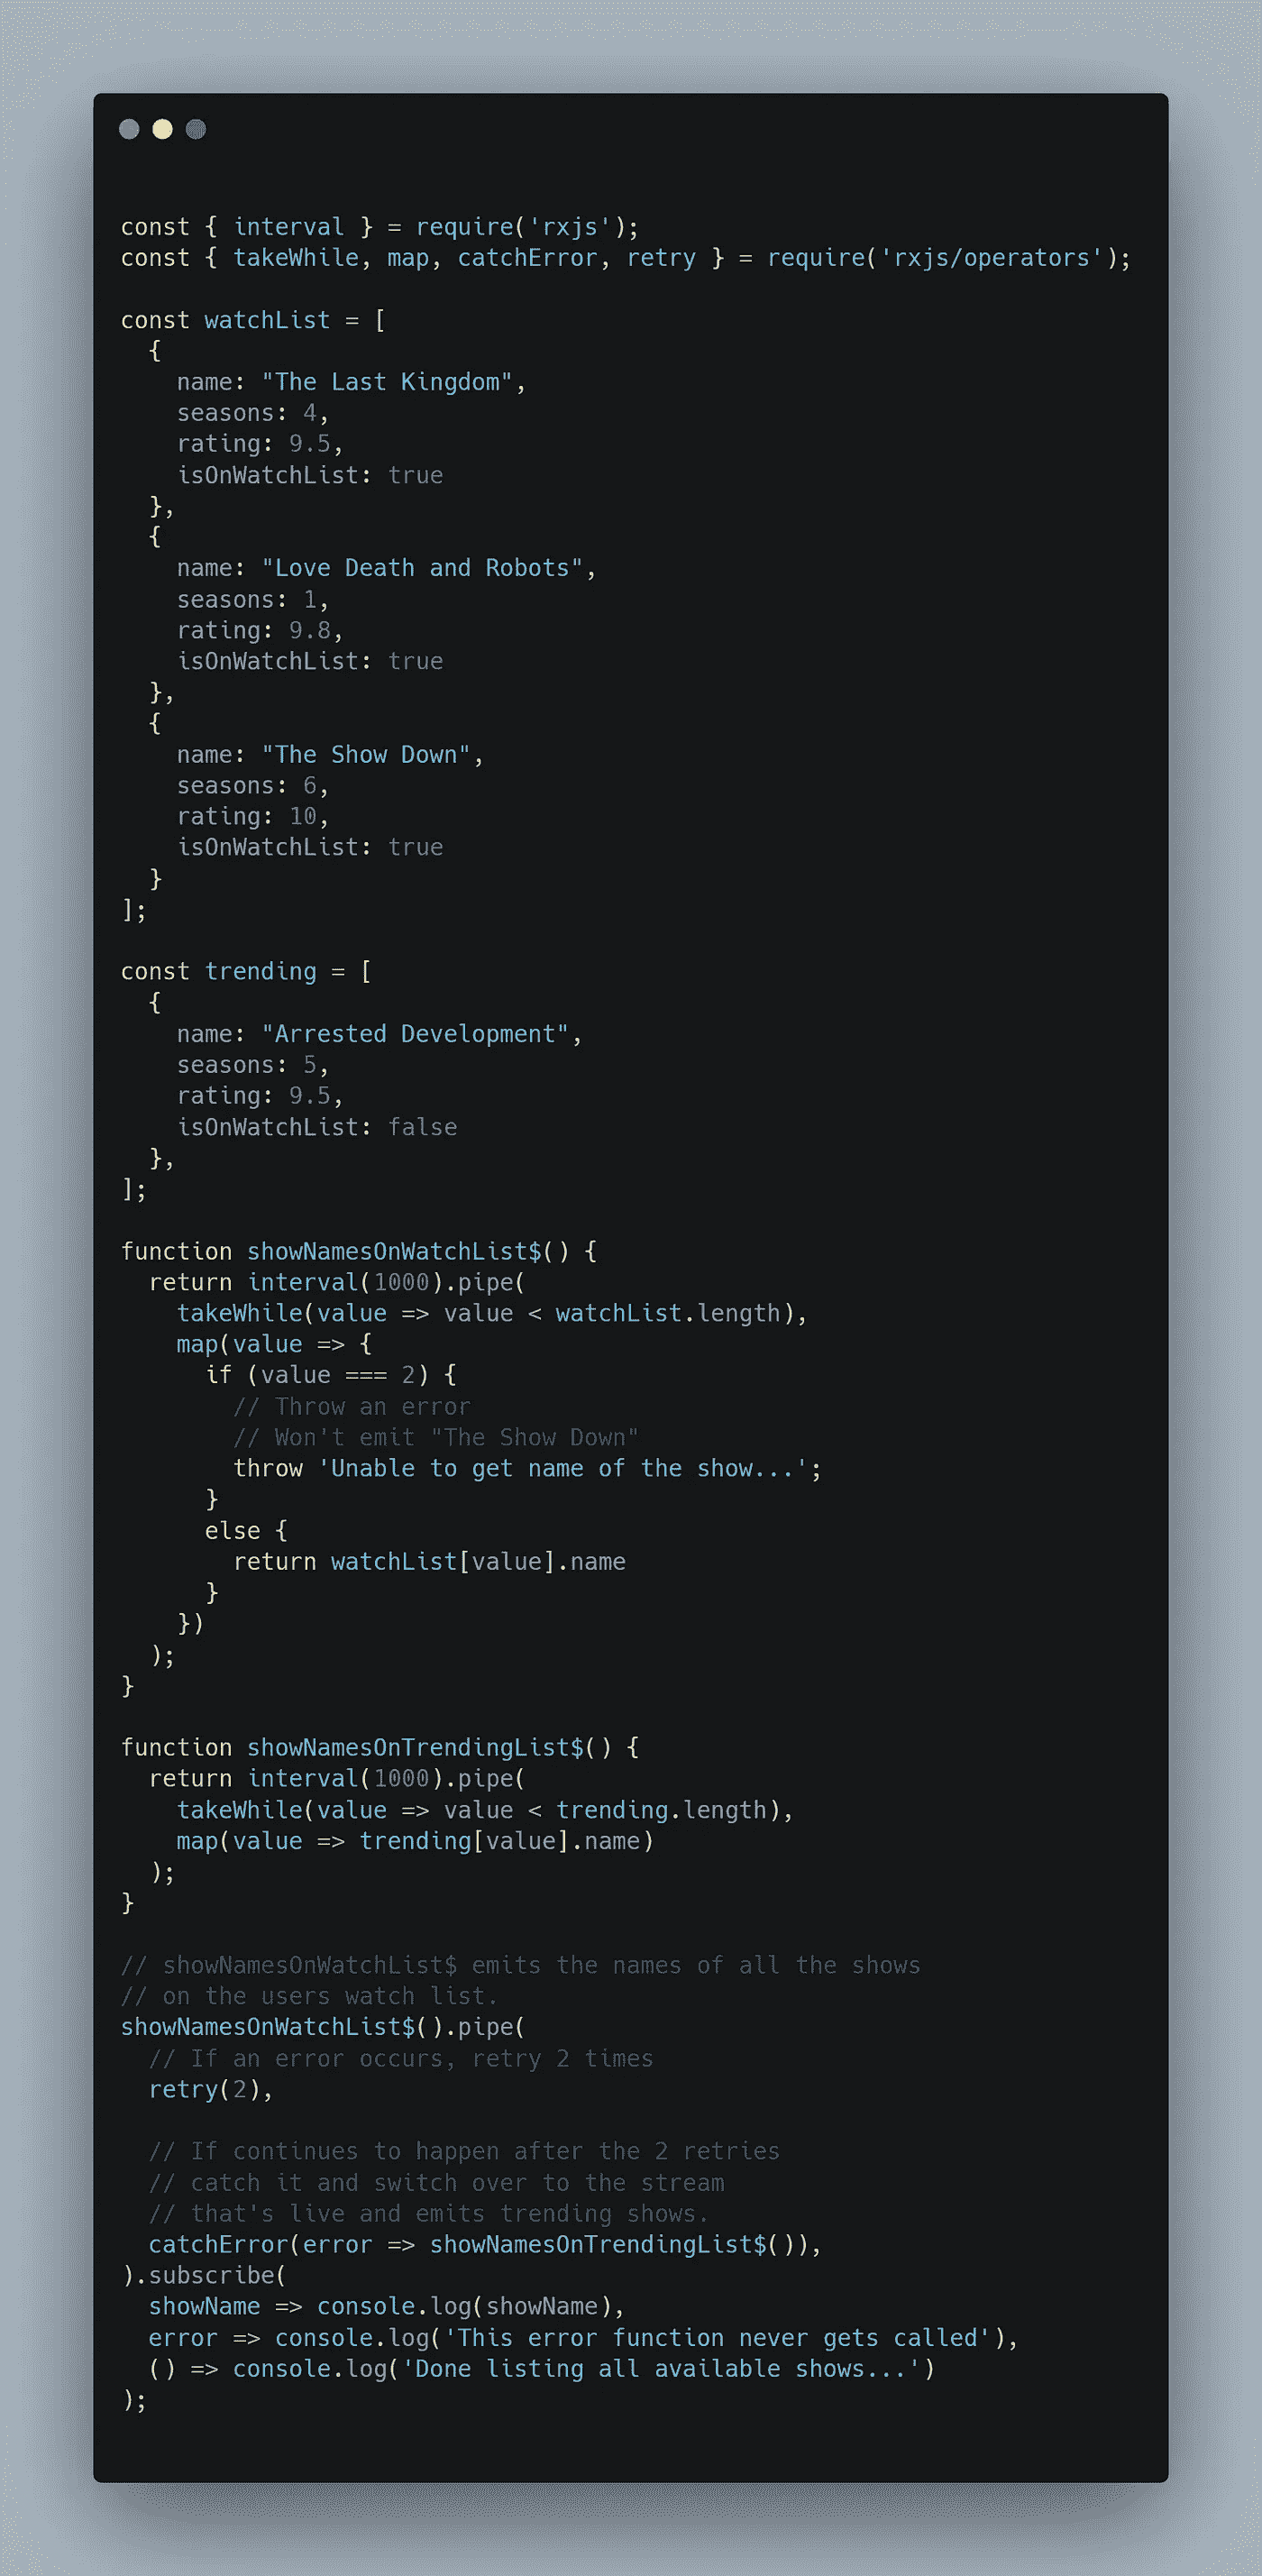 const { interval } = require('rxjs');
const { takeWhile, map, catchError, retry } = require('rxjs/operators');

const watchList = [
  {
    name: "The Last Kingdom",
    seasons: 4,
    rating: 9.5,
    isOnWatchList: true
  },
  {
    name: "Love Death and Robots",
    seasons: 1,
    rating: 9.8,
    isOnWatchList: true
  },
  {
    name: "The Show Down",
    seasons: 6,
    rating: 10,
    isOnWatchList: true
  }
];

const trending = [
  {
    name: "Arrested Development",
    seasons: 5,
    rating: 9.5,
    isOnWatchList: false
  },
];

function showNamesOnWatchList$() {
  return interval(1000).pipe(
    takeWhile(value => value < watchList.length),
    map(value => {
      if (value === 2) {
        // Throw an error
        // Won't emit "The Show Down"
        throw 'Unable to get name of the show...';
      }
      else {
        return watchList[value].name
      }
    })
  );
}

function showNamesOnTrendingList$() {
  return interval(1000).pipe(
    takeWhile(value => value < trending.length),
    map(value => trending[value].name)
  );
}

// showNamesOnWatchList$ emits the names of all the shows
// on the users watch list.
showNamesOnWatchList$().pipe(
  // If an error occurs, retry 2 times
  retry(2),

  // If continues to happen after the 2 retries
  // catch it and switch over to the stream
  // that's live and emits trending shows.
  catchError(error => showNamesOnTrendingList$()),
).subscribe(
  showName => console.log(showName),
  error => console.log('This error function never gets called'),
  () => console.log('Done listing all available shows...')
);